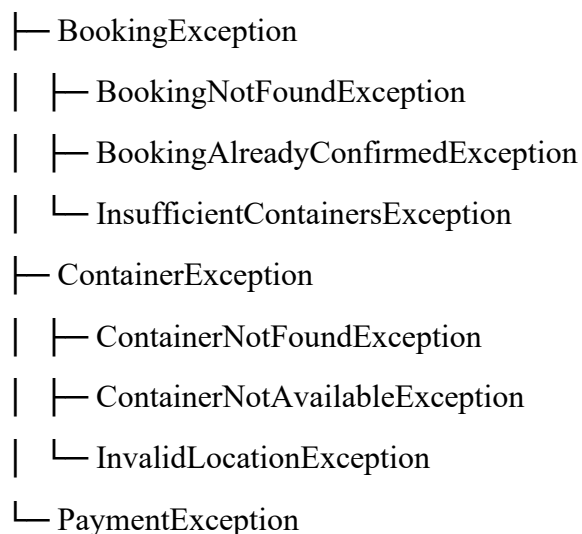 ├─ BookingException
│ ├─ BookingNotFoundException
│ ├─ BookingAlreadyConfirmedException
│ └─ InsufficientContainersException
├─ ContainerException
│ ├─ ContainerNotFoundException
│ ├─ ContainerNotAvailableException
│ └─ InvalidLocationException
└─ PaymentException